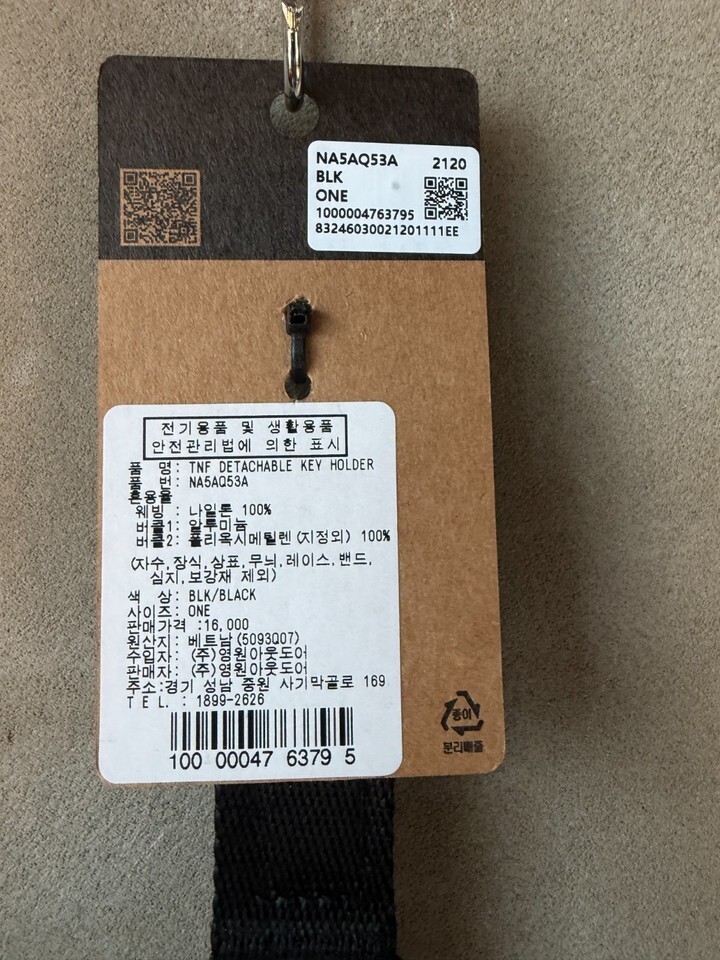 NA5AQ53A 2120
BLK
ONE
1000004763795
83246030021201111EE
전기용품 및 생활용품
안전관리법에 의한 표시
품 명: TNF DETACHABLE KEY HOLDER
품 번: NA5AQ53A
혼용율
웨빙: 나일론 100%
버클1: 알루미늄
버클2: 폴리옥시메틸렌 (지정외) 100%
(자수,장식,상표,무늬,레이스,밴드,
심지,보강재 제외)
색 상: BLK/BLACK
사이즈: ONE
판매가격 :16,000
원산지: 베트남(5093Q07)
수입자: (주)영원아웃도어
판매자: (주)영원아웃도어
주소:경기 성남 중원 사기막골로 169
T E L. : 1899-2626
100 00047 6379 5
종이
분리배출